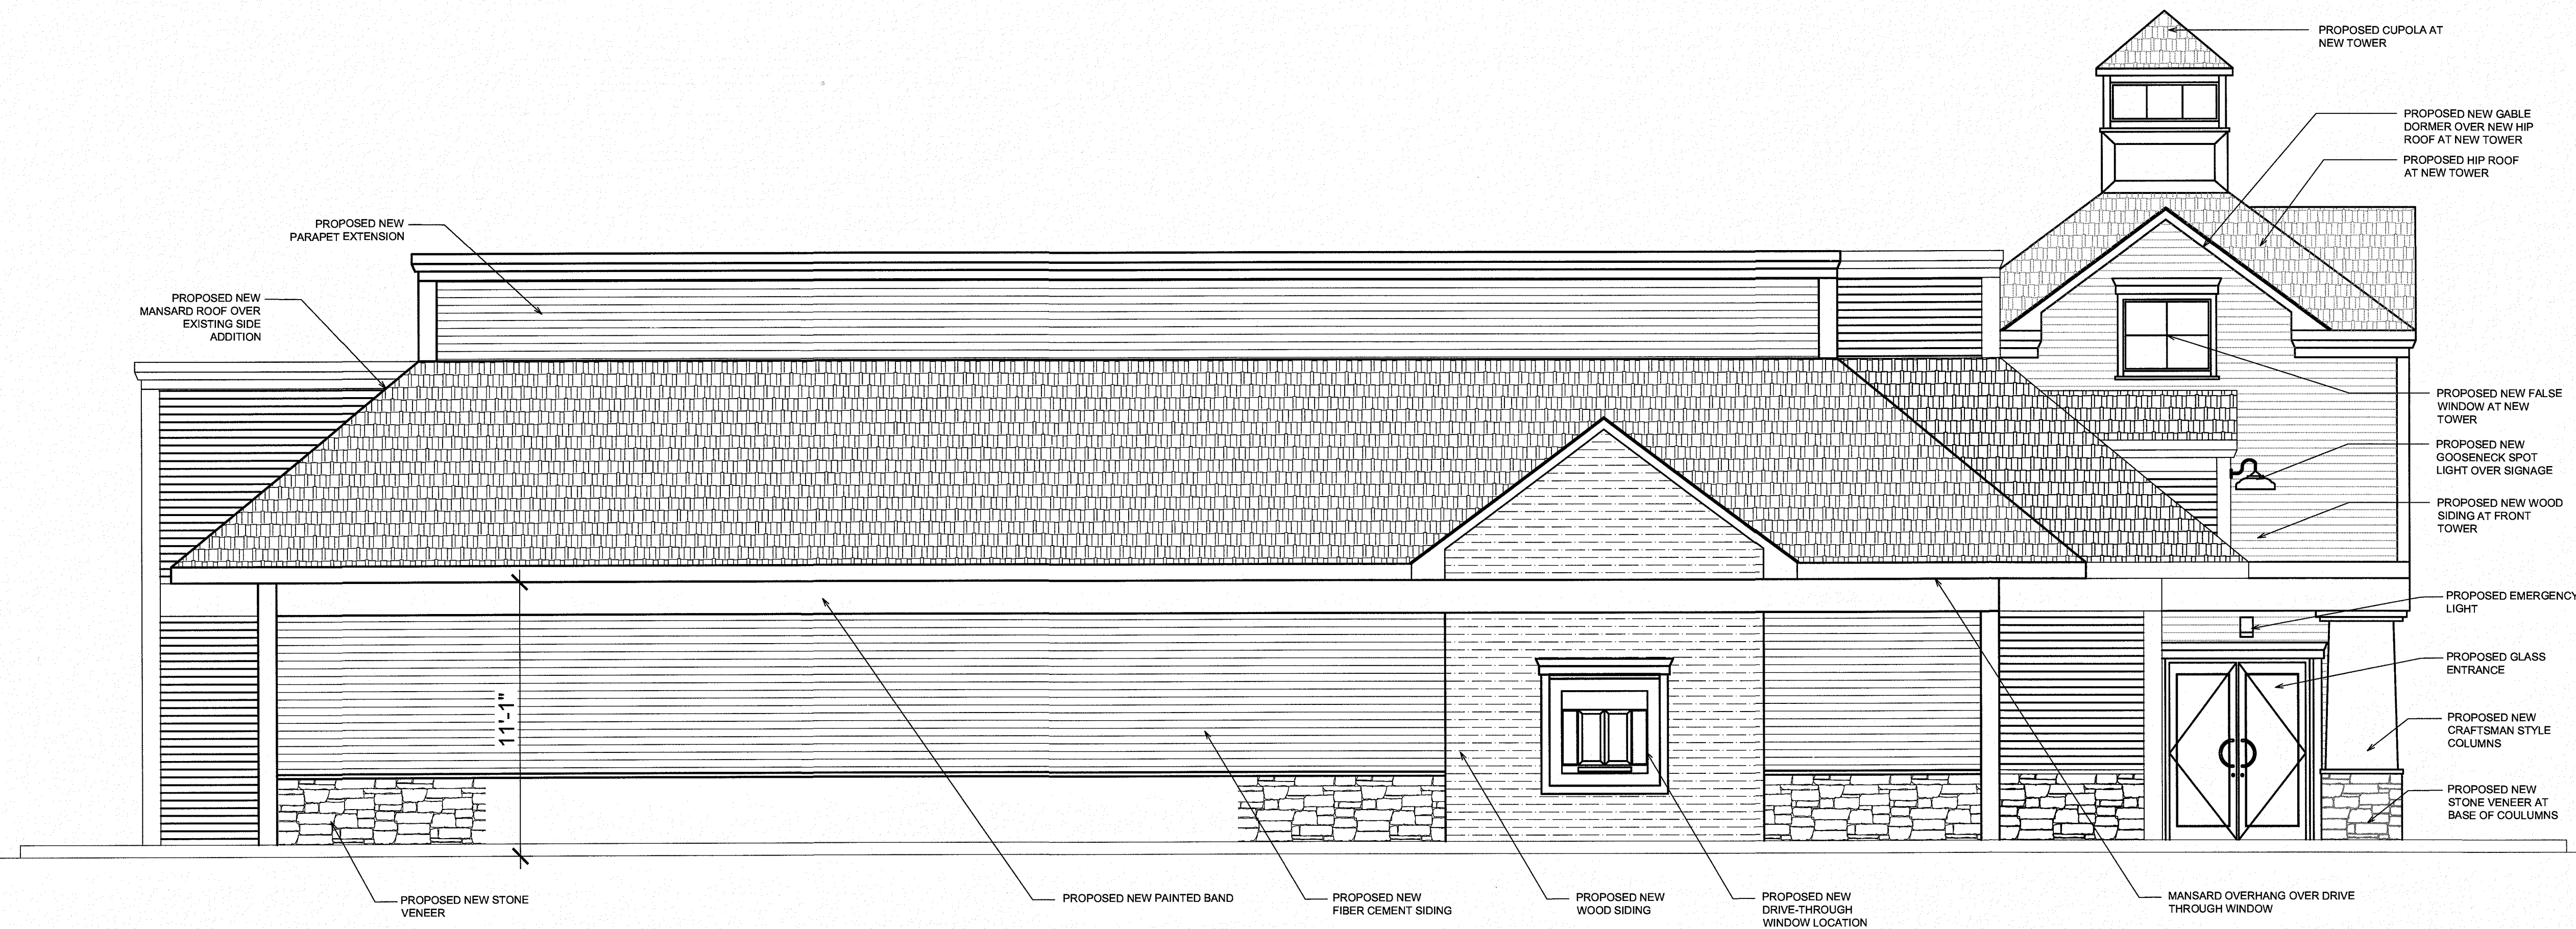 PROPOSED CUPOLA AT
NEW TOWER
PROPOSED NEW GABLE
DORMER OVER NEW HIP
ROOF AT NEW TOWER
PROPOSED HIP ROOF
AT NEW TOWER
PROPOSED NEW
PARAPET EXTENSION
PROPOSED NEW
MANSARD ROOF OVER
EXISTING SIDE
ADDITION
PROPOSED NEW FALSE
WINDOW AT NEW
TOWER
PROPOSED NEW
GOOSENECK SPOT
LIGHT OVER SIGNAGE
PROPOSED NEW WOOD
SIDING AT FRONT
TOWER
PROPOSED EMERGENCY
LIGHT
PROPOSED GLASS
ENTRANCE
11'-1"
PROPOSED NEW
CRAFTSMAN STYLE
COLUMNS
PROPOSED NEW
STONE VENEER AT
BASE OF COULUMNS
PROPOSED NEW STONE
VENEER
PROPOSED NEW PAINTED BAND
PROPOSED NEW
FIBER CEMENT SIDING
PROPOSED NEW
WOOD SIDING
PROPOSED NEW
DRIVE-THROUGH
WINDOW LOCATION
MANSARD OVERHANG OVER DRIVE
THROUGH WINDOW